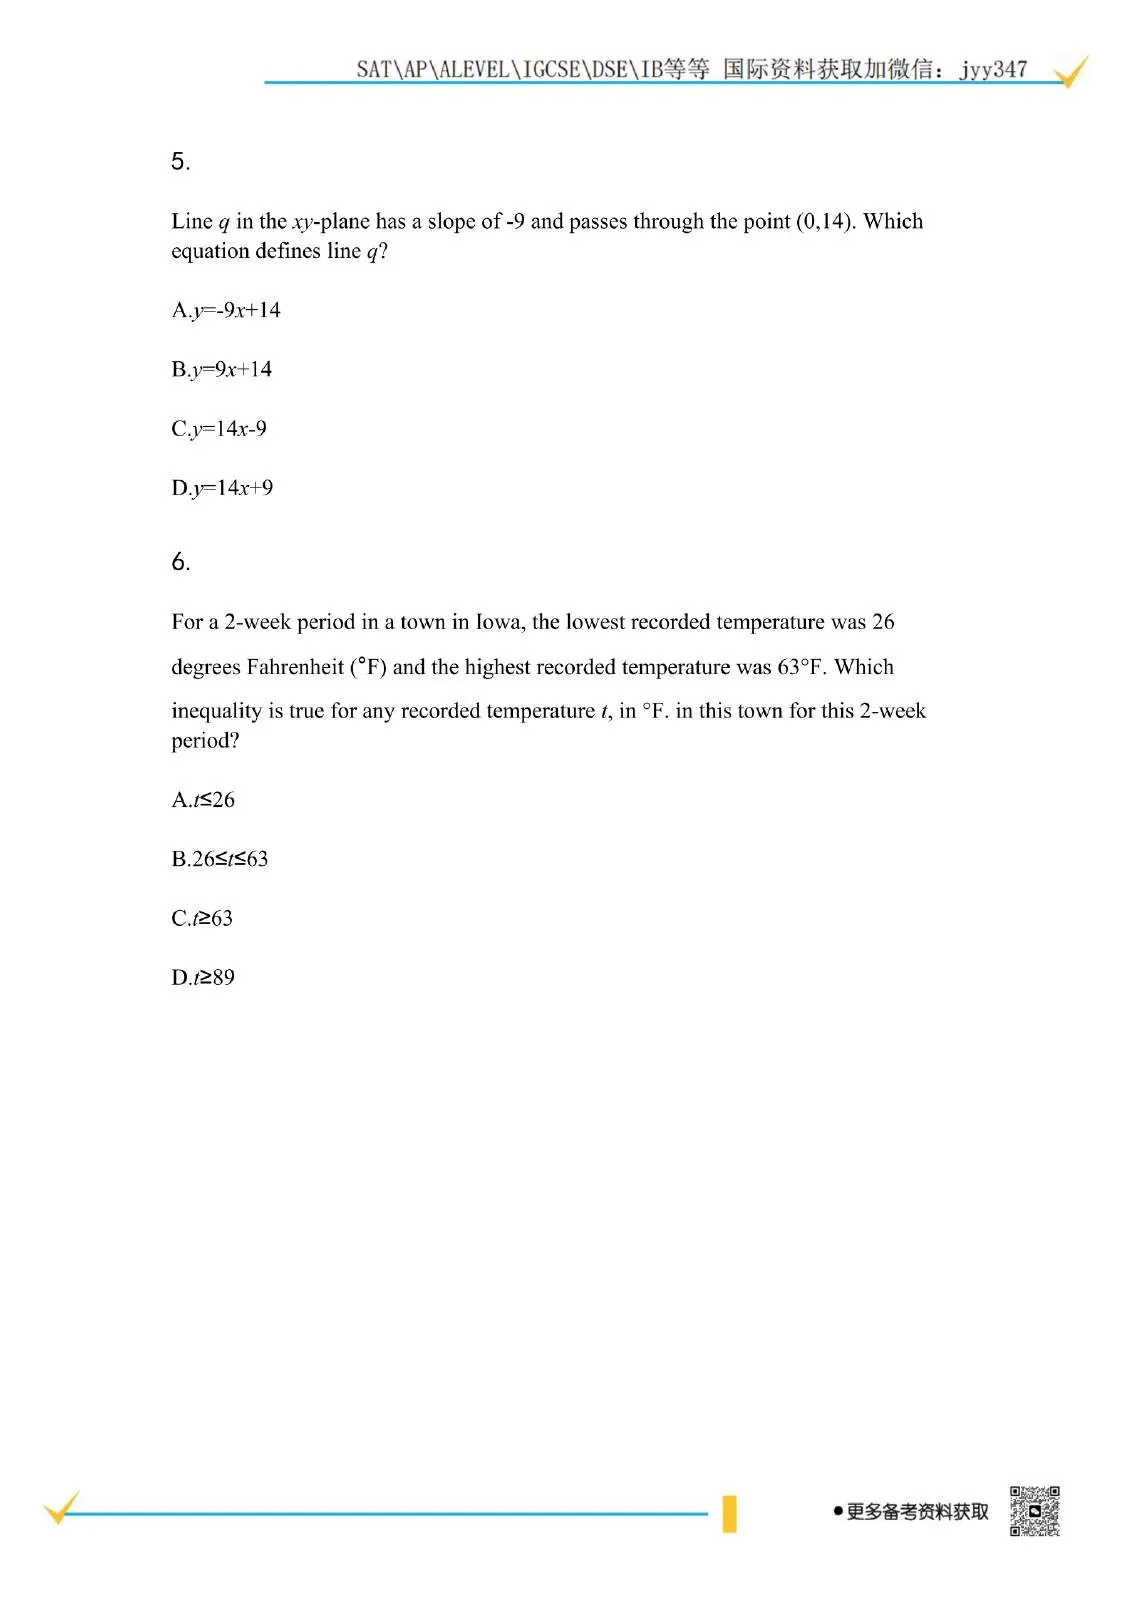 SAT\AP\ALEVEL\IGCSE\DSE\IB等等 国际资料获取加微信：jyy347
5.
Line q in the xy-plane has a slope of -9 and passes through the point (0,14). Which
equation defines line q?
A.y=-9x+14
B.y=9x+14
C.y=14x-9
D.y=14x+9
6.
For a 2-week period in a town in Iowa, the lowest recorded temperature was 26
degrees Fahrenheit (°F) and the highest recorded temperature was 63°F. Which
inequality is true for any recorded temperature t, in °F. in this town for this 2-week
period?
A.t≤26
B.26≤t≤63
C.t≥63
D.t≥89
●更多备考资料获取